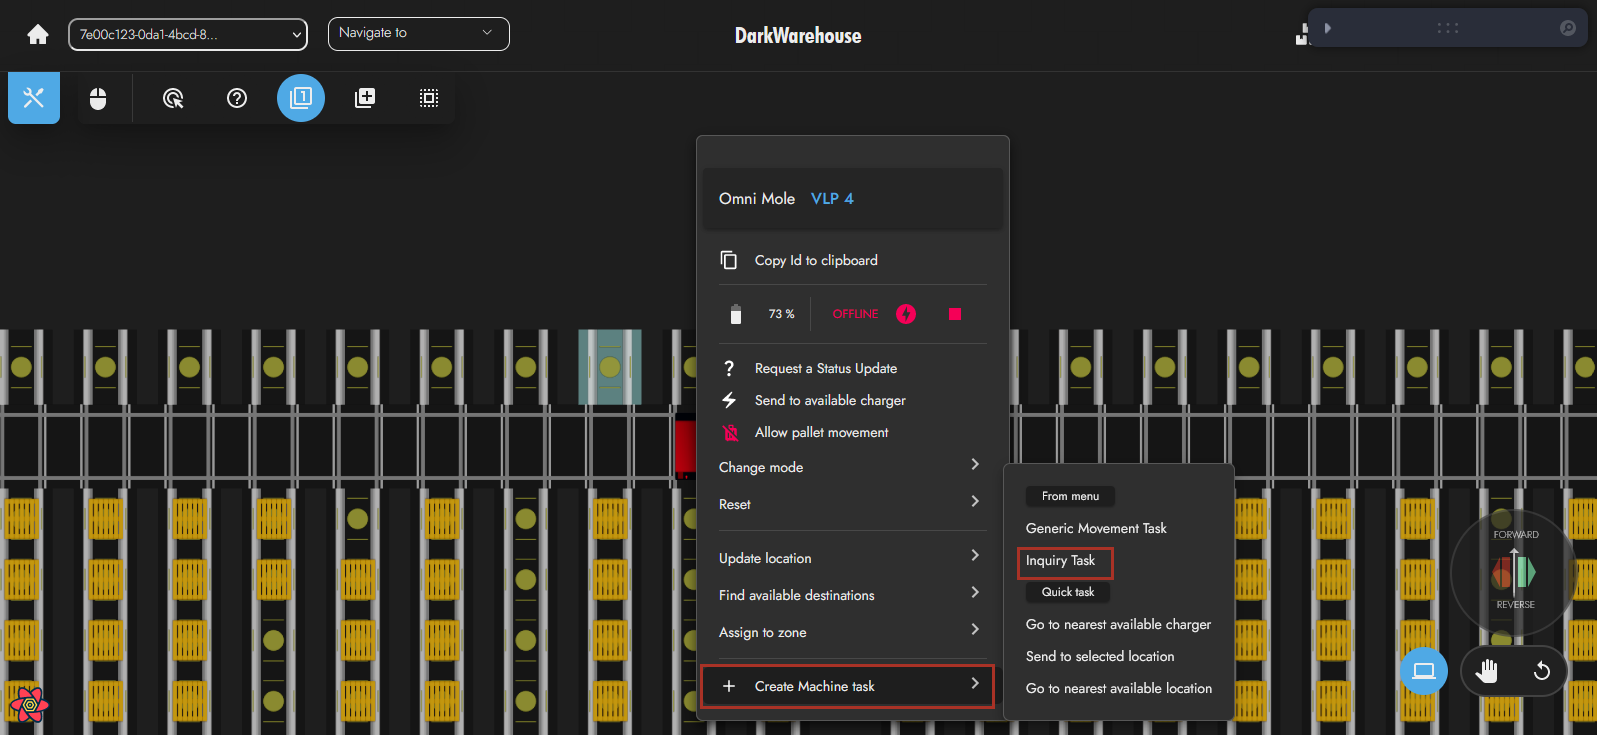 7e00c123-0da1-4bcd-8...
Navigate to
DarkWarehouse
1
Omni Mole VLP 4
Copy Id to clipboard
73 % OFFLINE
Request a Status Update
Send to available charger
Allow pallet movement
Change mode
Reset
Update location
Find available destinations
Assign to zone
Create Machine task
From menu
Generic Movement Task
Inquiry Task
Quick task
Go to nearest available charger
Send to selected location
Go to nearest available location
FORWARD
REVERSE